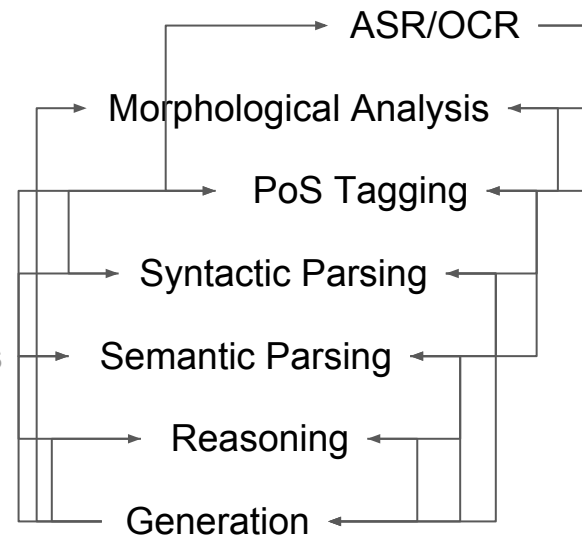 ASR/OCR
Morphological Analysis
PoS Tagging
Syntactic Parsing
Semantic Parsing
Reasoning
Generation